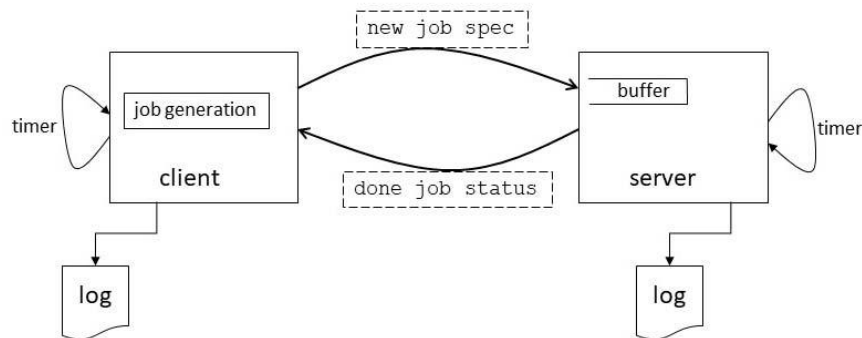 new job spec
job generation
buffer
timer
timer
client
done job status
server
log
log